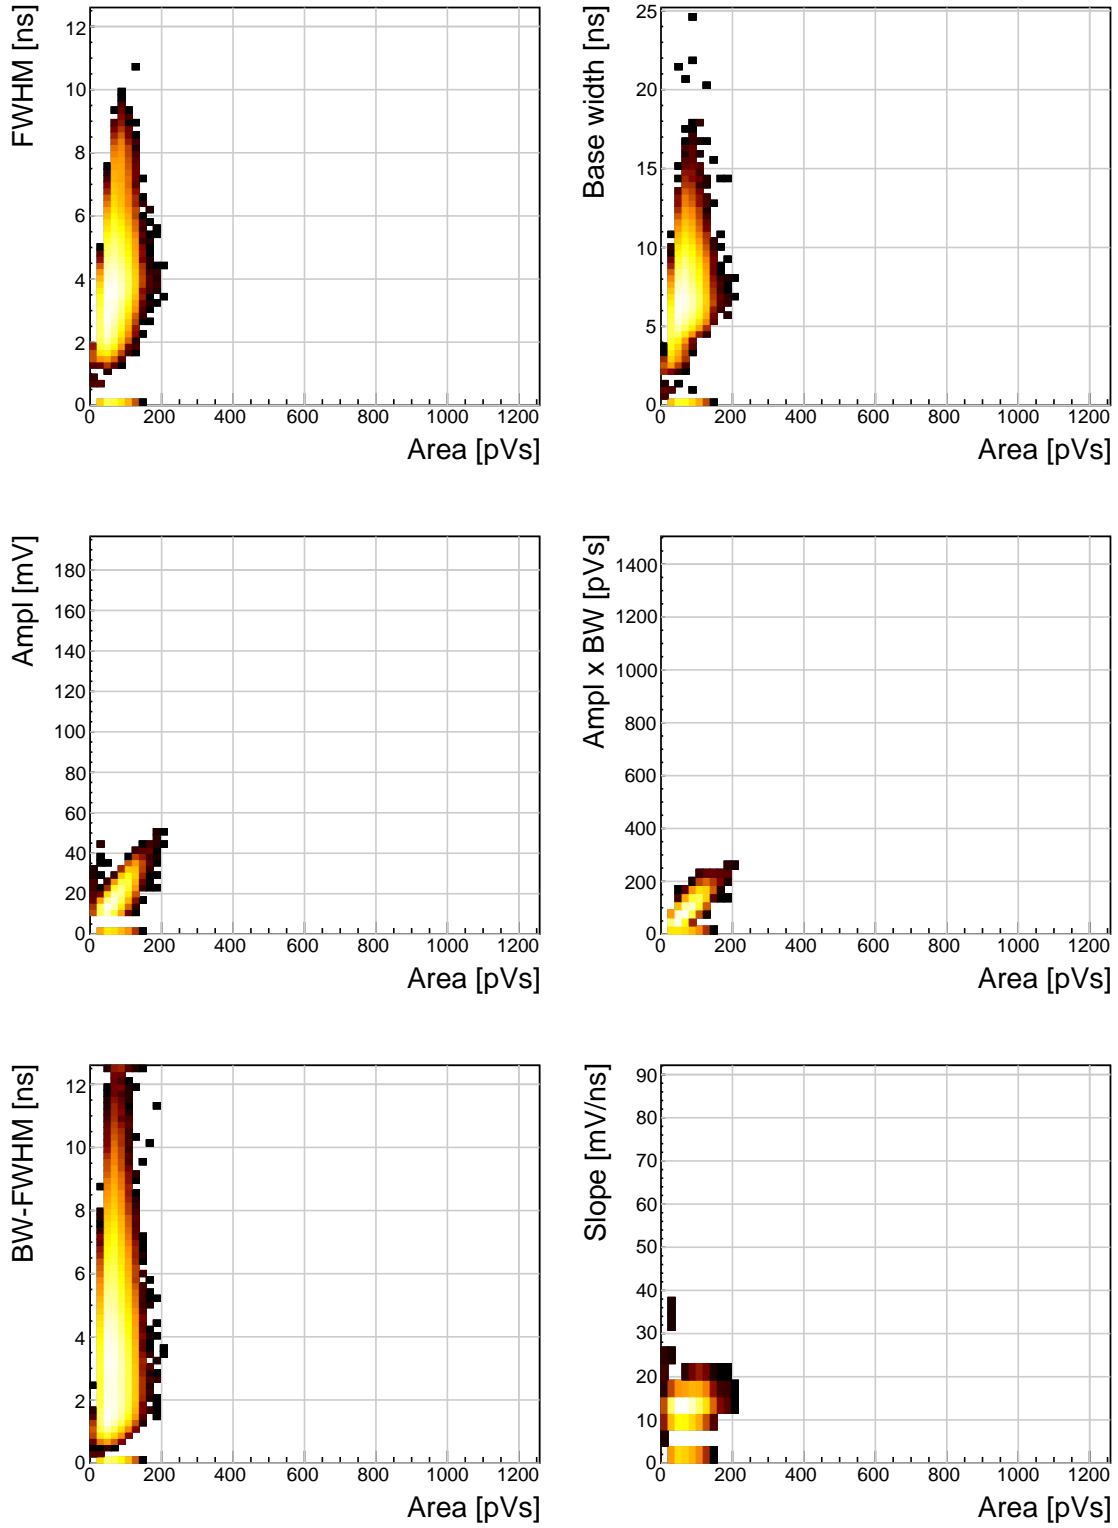 FWHM [ns]
12
10
8
6
4
2
0
0 200 400 600 800 1000 1200
Area [pVs]
Base width [ns]
25
20
15
10
5
0
0 200 400 600 800 1000 1200
Area [pVs]
Ampl [mV]
180
160
140
120
100
80
60
40
20
0
0 200 400 600 800 1000 1200
Area [pVs]
Ampl x BW [pVs]
1400
1200
1000
800
600
400
200
0
0 200 400 600 800 1000 1200
Area [pVs]
BW-FWHM [ns]
12
10
8
6
4
2
0
0 200 400 600 800 1000 1200
Area [pVs]
Slope [mV/ns]
90
80
70
60
50
40
30
20
10
0
0 200 400 600 800 1000 1200
Area [pVs]